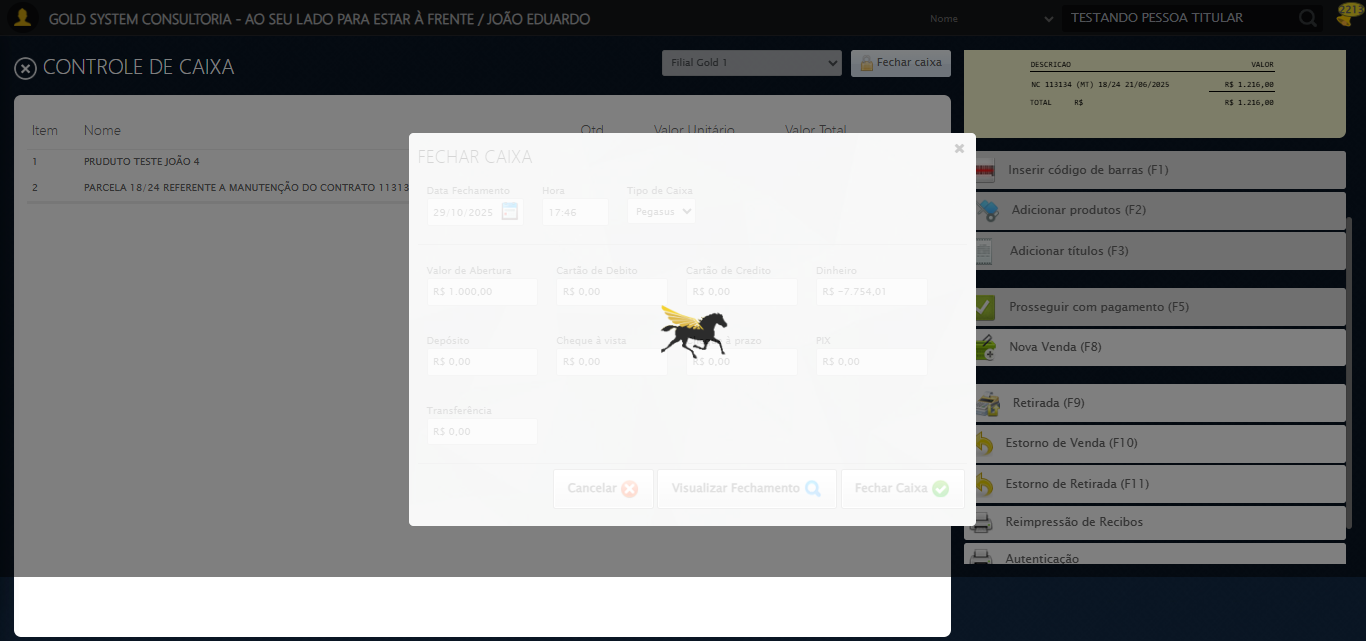 GOLD SYSTEM CONSULTORIA - AO SEU LADO PARA ESTAR À FRENTE / JOÃO EDUARDO
Nome
TESTANDO PESSOA TITULAR
2213
CONTROLE DE CAIXA
Filial Gold 1
Fechar caixa
Item Nome Qtd Valor Unitário Valor Total
1 PRUDUTO TESTE JOÃO 4
2 PARCELA 18/24 REFERENTE A MANUTENÇÃO DO CONTRATO 11313
FECHAR CAIXA
Data Fechamento Hora Tipo de Caixa
29/10/2025 17:46 Pegasus
Valor de Abertura Cartão de Debito Cartão de Credito Dinheiro
R$ 1.000,00 R$ 0,00 R$ 0,00 R$ -7.754,01
Depósito Cheque á vista á prazo PIX
R$ 0,00 R$ 0,00 R$ 0,00 R$ 0,00
Transferência
R$ 0,00
Cancelar Visualizar Fechamento Fechar Caixa
DESCRICAO VALOR
NC 113134 (MT) 18/24 21/06/2025 R$ 1.216,00
TOTAL R$ R$ 1.216,00
Inserir código de barras (F1)
Adicionar produtos (F2)
Adicionar títulos (F3)
Prosseguir com pagamento (F5)
Nova Venda (F8)
Retirada (F9)
Estorno de Venda (F10)
Estorno de Retirada (F11)
Reimpressão de Recibos
Autenticação